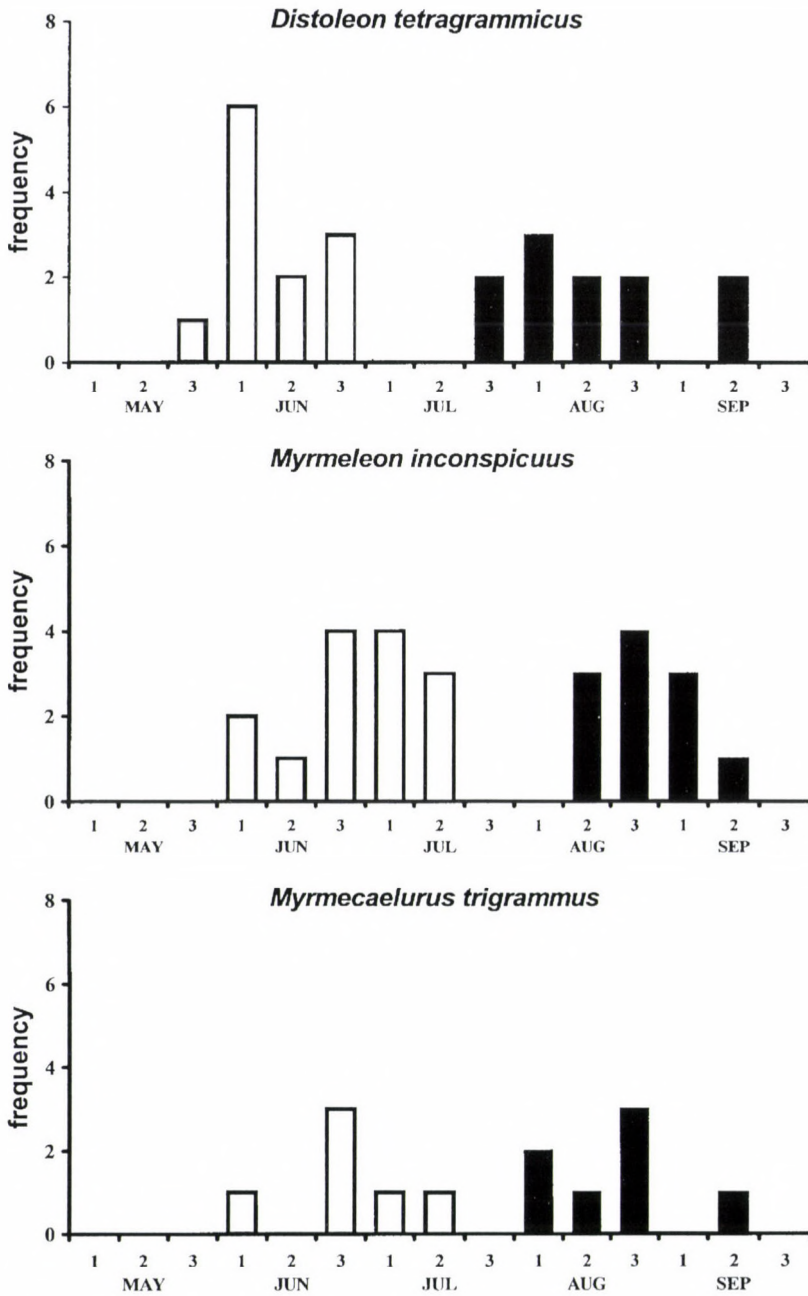 Distoleon tetragrammicus
8
6
4
2
0
frequency
1 2 3 1 2 3 1 2 3 1 2 3 1 2 3
MAY JUN JUL AUG SEP
Myrmeleon inconspicuus
8
6
4
2
0
frequency
1 2 3 1 2 3 1 2 3 1 2 3 1 2 3
MAY JUN JUL AUG SEP
Myrmecaelurus trigrammus
8
6
4
2
0
frequency
1 2 3 1 2 3 1 2 3 1 2 3 1 2 3
MAY JUN JUL AUG SEP